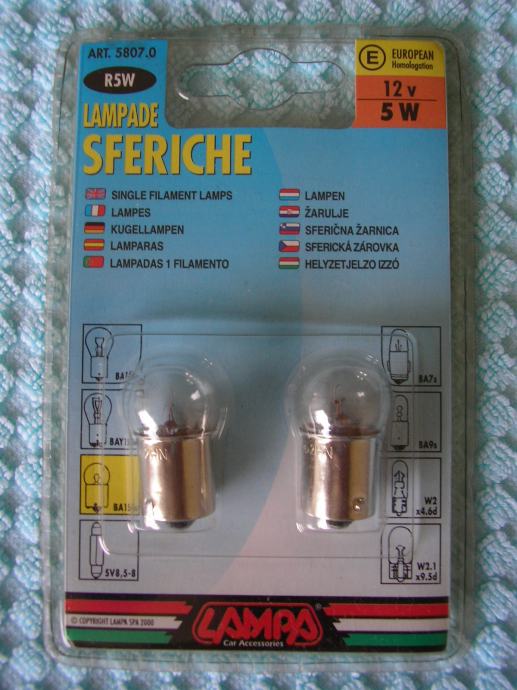 ART. 5807.0
R5W
EUROPEAN
Homologation
E
12 v
5 W
LAMPADE
SFERICHE
SINGLE FILAMENT LAMPS
LAMPES
KUGELLAMPEN
LAMPARAS
LAMPADAS 1 FILAMENTO
LAMPEN
ŽARULJE
SFERIČNA ŽARNICA
SFERICKÁ ZÁROVKA
HELYZETJELZO IZZÓ
BA7s
BA9s
W2
x4.6d
W2.1
x9.5d
SV8,5-8
© COPYRIGHT LAMPA SPA 2000
LAMPA®
Car Accessories